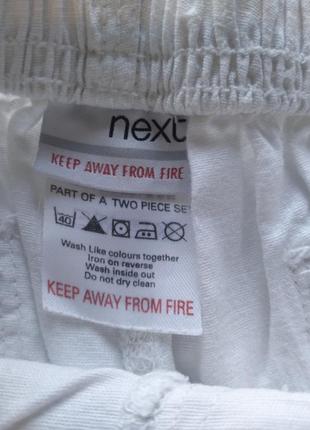 next
KEEP AWAY FROM FIRE
PART OF A TWO PIECE SE
40
Wash Like colours together
Iron on reverse
Wash inside out
Do not dry clean
KEEP AWAY FROM FIRE